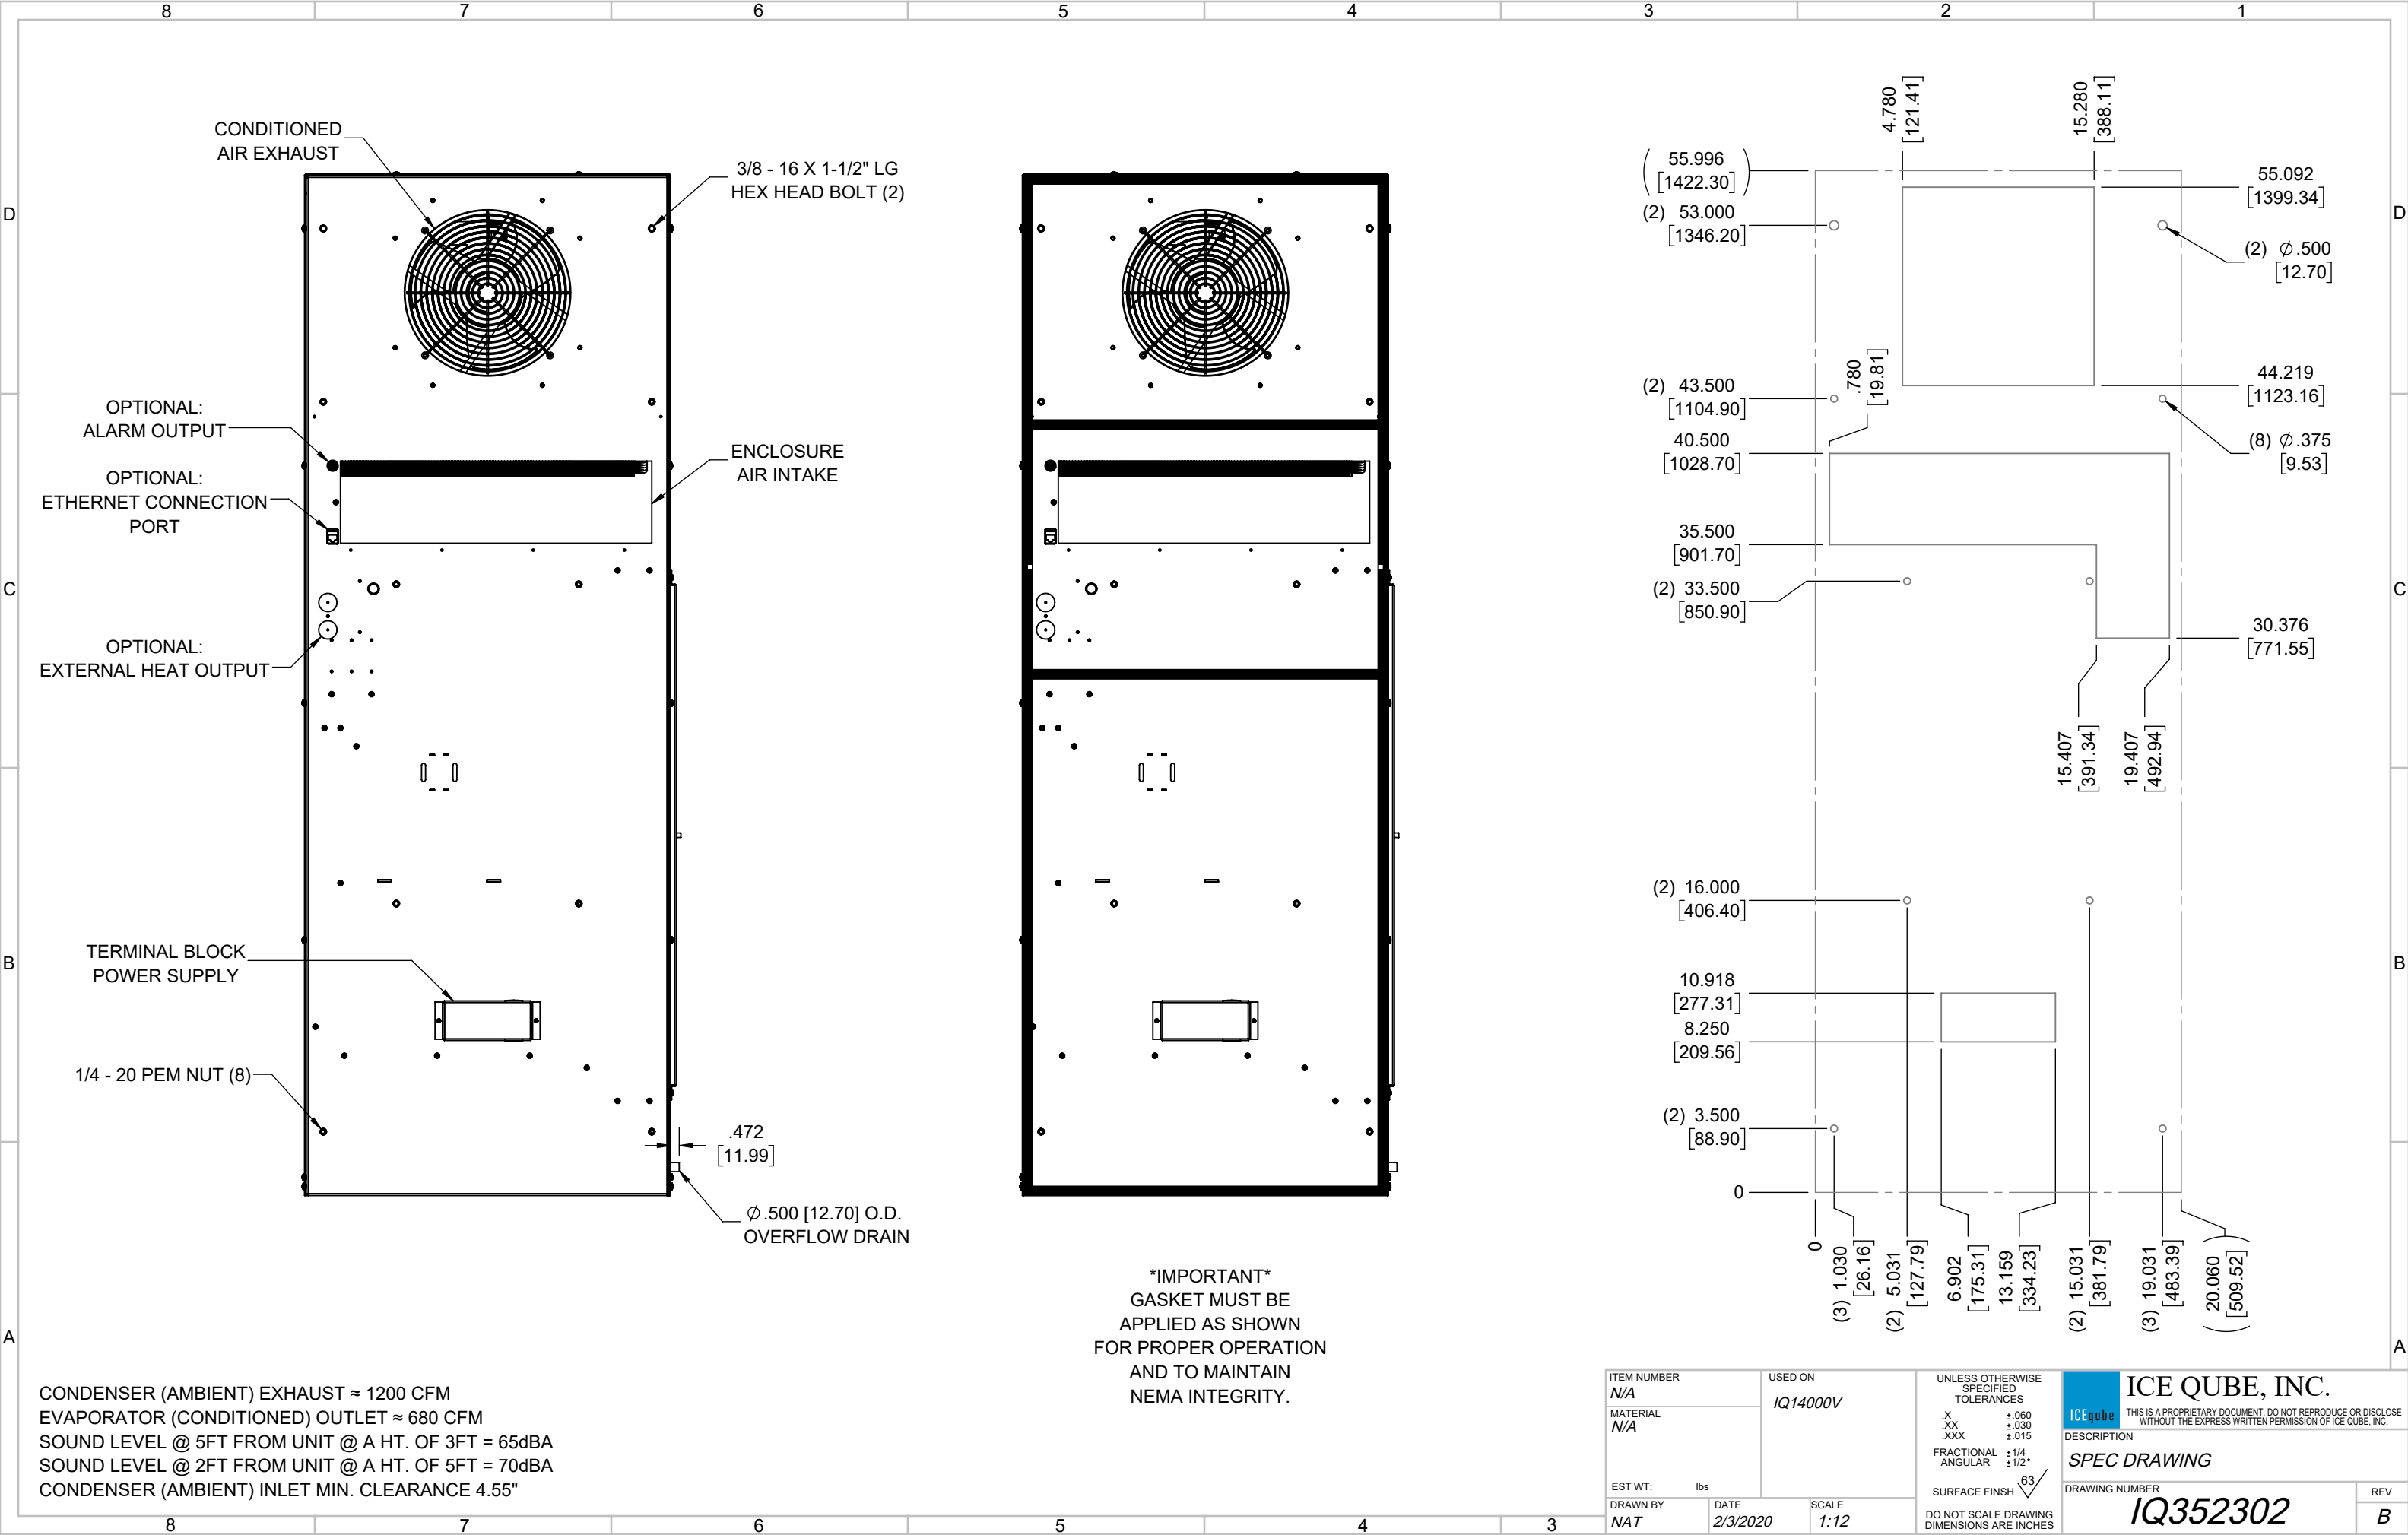 8 7 6 5 4 3 2 1
D
C
B
A
D
C
B
A
8 7 6 5 4 3
CONDITIONED
AIR EXHAUST
3/8 - 16 X 1-1/2" LG
HEX HEAD BOLT (2)
OPTIONAL:
ALARM OUTPUT
OPTIONAL:
ETHERNET CONNECTION
PORT
ENCLOSURE
AIR INTAKE
OPTIONAL:
EXTERNAL HEAT OUTPUT
TERMINAL BLOCK
POWER SUPPLY
1/4 - 20 PEM NUT (8)
.472
[11.99]
Ø.500 [12.70] O.D.
OVERFLOW DRAIN
*IMPORTANT*
GASKET MUST BE
APPLIED AS SHOWN
FOR PROPER OPERATION
AND TO MAINTAIN
NEMA INTEGRITY.
4.780
[121.41]
15.280
[388.11]
(55.996
[1422.30])
(2) 53.000
[1346.20]
(2) 43.500
[1104.90]
.780
[19.81]
40.500
[1028.70]
35.500
[901.70]
(2) 33.500
[850.90]
(2) 16.000
[406.40]
10.918
[277.31]
8.250
[209.56]
(2) 3.500
[88.90]
0
55.092
[1399.34]
(2) Ø.500
[12.70]
44.219
[1123.16]
(8) Ø.375
[9.53]
30.376
[771.55]
15.407
[391.34]
19.407
[492.94]
0
(3) 1.030
[26.16]
(2) 5.031
[127.79]
6.902
[175.31]
13.159
[334.23]
(2) 15.031
[381.79]
(3) 19.031
[483.39]
(20.060
[509.52])
CONDENSER (AMBIENT) EXHAUST ≈ 1200 CFM
EVAPORATOR (CONDITIONED) OUTLET ≈ 680 CFM
SOUND LEVEL @ 5FT FROM UNIT @ A HT. OF 3FT = 65dBA
SOUND LEVEL @ 2FT FROM UNIT @ A HT. OF 5FT = 70dBA
CONDENSER (AMBIENT) INLET MIN. CLEARANCE 4.55"
ITEM NUMBER
N/A
MATERIAL
N/A
EST WT: lbs
USED ON
IQ14000V
DRAWN BY
NAT
DATE
2/3/2020
SCALE
1:12
UNLESS OTHERWISE
SPECIFIED
TOLERANCES
.X ±.060
.XX ±.030
.XXX ±.015
FRACTIONAL ±1/4
ANGULAR ±1/2°
SURFACE FINSH 63
DO NOT SCALE DRAWING
DIMENSIONS ARE INCHES
ICEqube
ICE QUBE, INC.
THIS IS A PROPRIETARY DOCUMENT. DO NOT REPRODUCE OR DISCLOSE
WITHOUT THE EXPRESS WRITTEN PERMISSION OF ICE QUBE, INC.
DESCRIPTION
SPEC DRAWING
DRAWING NUMBER
IQ352302
REV
B